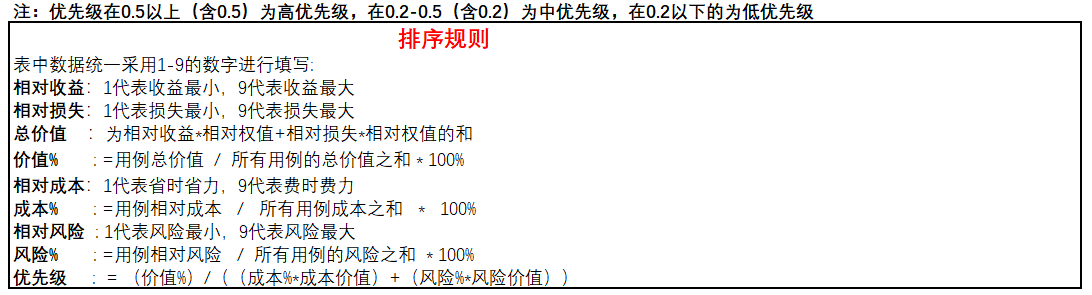 注：优先级在0.5以上（含0.5）为高优先级，在0.2-0.5（含0.2）为中优先级，在0.2以下的为低优先级
排序规则
表中数据统一采用1-9的数字进行填写:
相对收益：1代表收益最小，9代表收益最大
相对损失：1代表损失最小，9代表损失最大
总价值 ：为相对收益*相对权值+相对损失*相对权值的和
价值% ：=用例总价值 / 所有用例的总价值之和 * 100%
相对成本：1代表省时省力，9代表费时费力
成本% ：=用例相对成本 / 所有用例成本之和 * 100%
相对风险 ：1代表风险最小，9代表风险最大
风险% ：=用例相对风险 / 所有用例的风险之和 * 100%
优先级 ：=（价值%）/（（成本%*成本价值）+（风险%*风险价值））